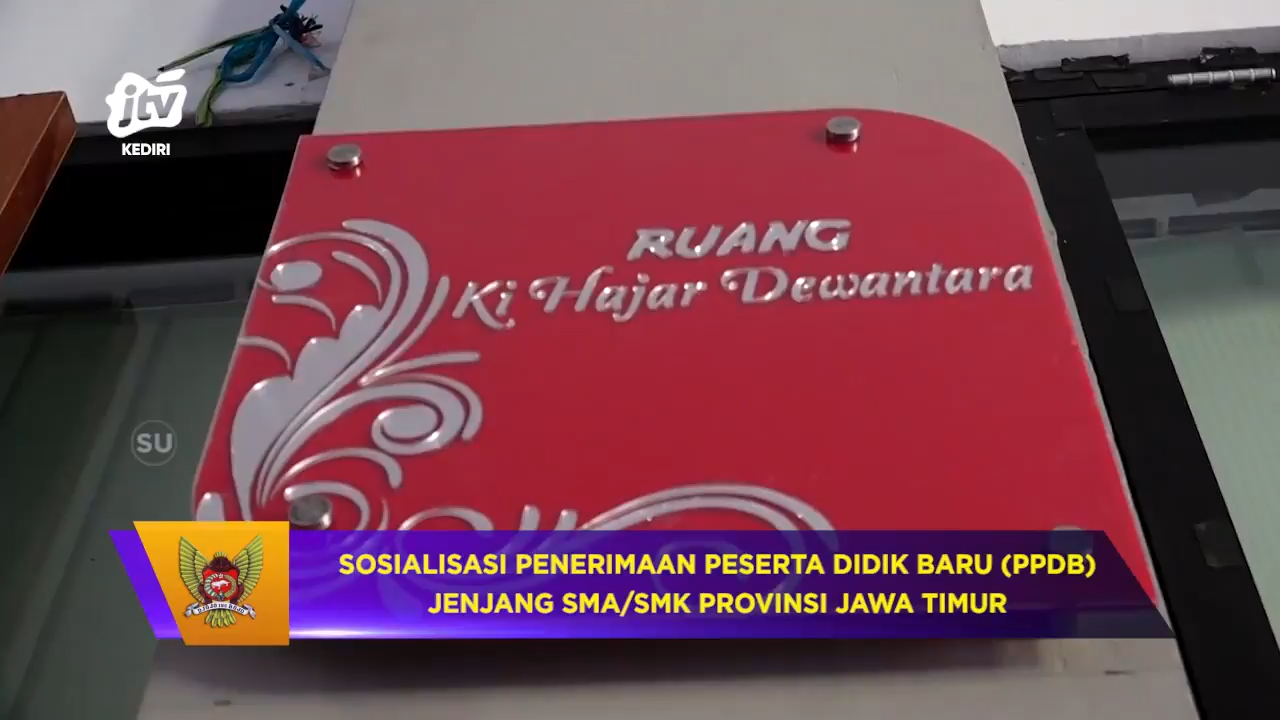 jtv
KEDIRI
RUANG
Ki Hajar Dewantara
SU
SOSIALISASI PENERIMAAN PESERTA DIDIK BARU (PPDB)
JENJANG SMA/SMK PROVINSI JAWA TIMUR